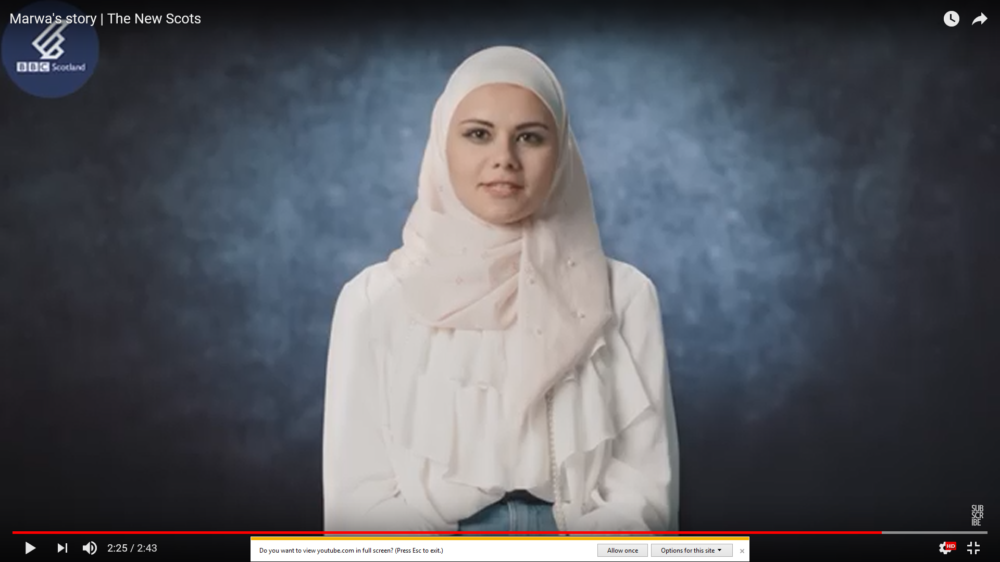 Marwa's story | The New Scots
BBC Scotland
SUB
SCR
IBE
2:25 / 2:43
Do you want to view youtube.com in full screen? (Press Esc to exit.)
Allow once
Options for this site
HD